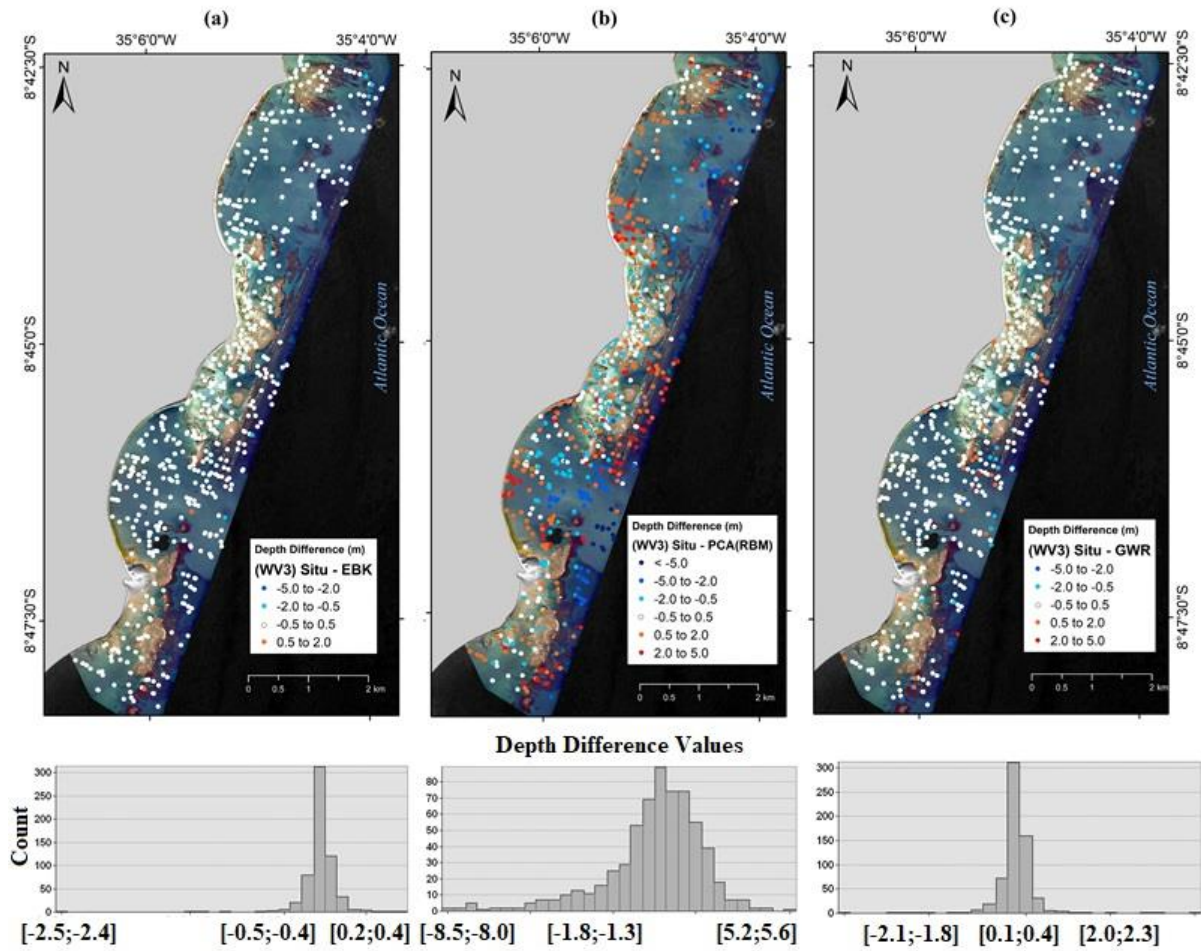 (a) (b) (c)
35°6'0"W 35°4'0"W 35°6'0"W 35°4'0"W 35°6'0"W 35°4'0"W
8°42'30"S 8°42'30"S
N N N
Atlantic Ocean Atlantic Ocean Atlantic Ocean
8°45'0"S 8°45'0"S
8°47'30"S 8°47'30"S
Depth Difference (m)
(WV3) Situ - EBK
-5.0 to -2.0
-2.0 to -0.5
-0.5 to 0.5
0.5 to 2.0
0 0.5 1 2 km
Depth Difference (m)
(WV3) Situ - PCA(RBM)
< -5.0
-5.0 to -2.0
-2.0 to -0.5
-0.5 to 0.5
0.5 to 2.0
2.0 to 5.0
0 0.5 1 2 km
Depth Difference (m)
(WV3) Situ - GWR
-5.0 to -2.0
-2.0 to -0.5
-0.5 to 0.5
0.5 to 2.0
2.0 to 5.0
0 0.5 1 2 km
Depth Difference Values
Count
300
250
200
150
100
50
0
[-2.5;-2.4] [-0.5;-0.4] [0.2;0.4]
80
70
60
50
40
30
20
10
0
[-8.5;-8.0] [-1.8;-1.3] [5.2;5.6]
300
250
200
150
100
50
0
[-2.1;-1.8] [0.1;0.4] [2.0;2.3]